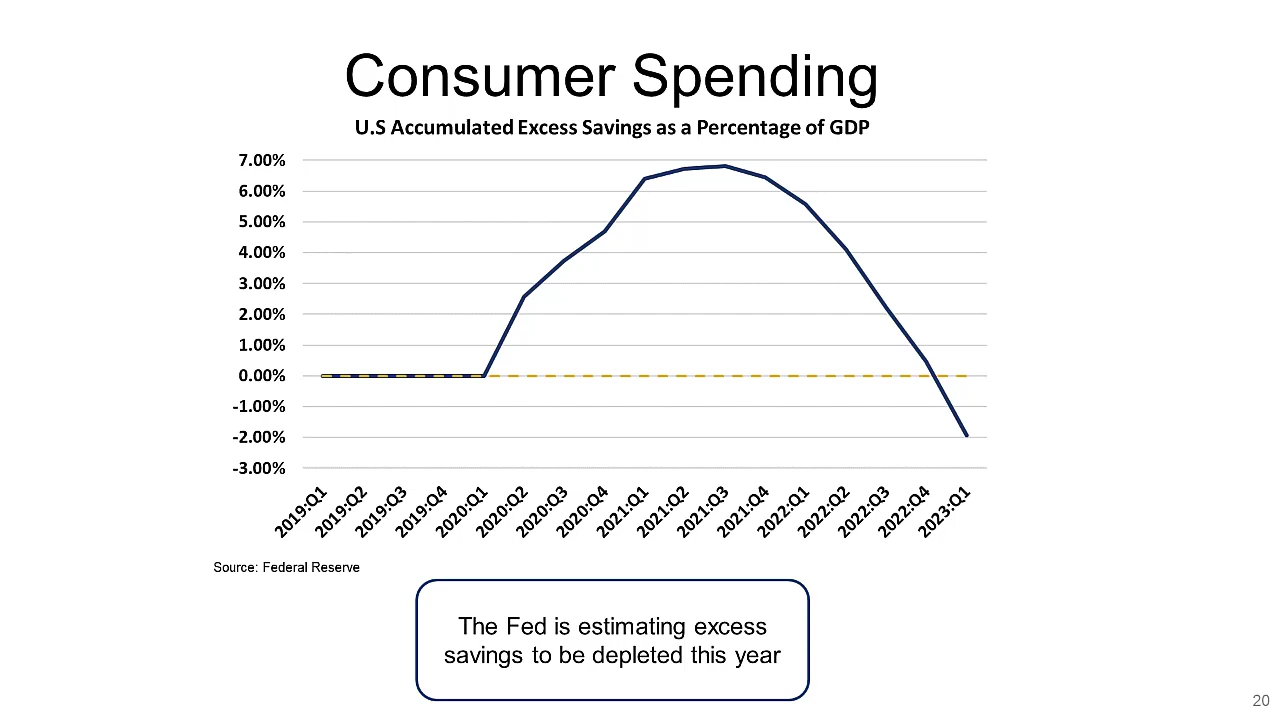 Consumer Spending
U.S Accumulated Excess Savings as a Percentage of GDP
7.00%
6.00%
5.00%
4.00%
3.00%
2.00%
1.00%
0.00%
-1.00%
-2.00%
-3.00%
2019:Q1
2019:Q2
2019:Q3
2019:Q4
2020:Q1
2020:Q2
2020:Q3
2020:Q4
2021:Q1
2021:Q2
2021:Q3
2021:Q4
2022:Q1
2022:Q2
2022:Q3
2022:Q4
2023:Q1
Source: Federal Reserve
The Fed is estimating excess
savings to be depleted this year
20